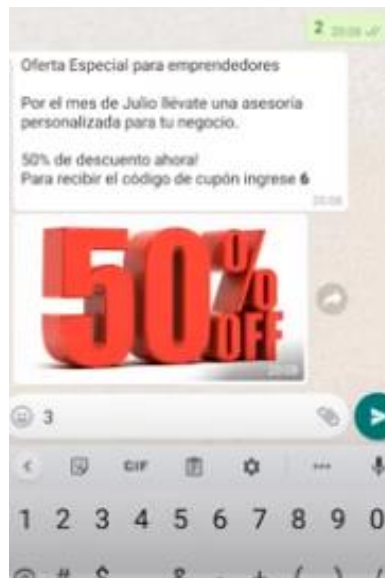 2 20:08
Oferta Especial para emprendedores
Por el mes de Julio llévate una asesoría
personalizada para tu negocio.
50% de descuento ahora!
Para recibir el código de cupón ingrese 6
20:08
50% OFF
20:08
3
GIF
1 2 3 4 5 6 7 8 9 0
@ # $ & - + ( ) /